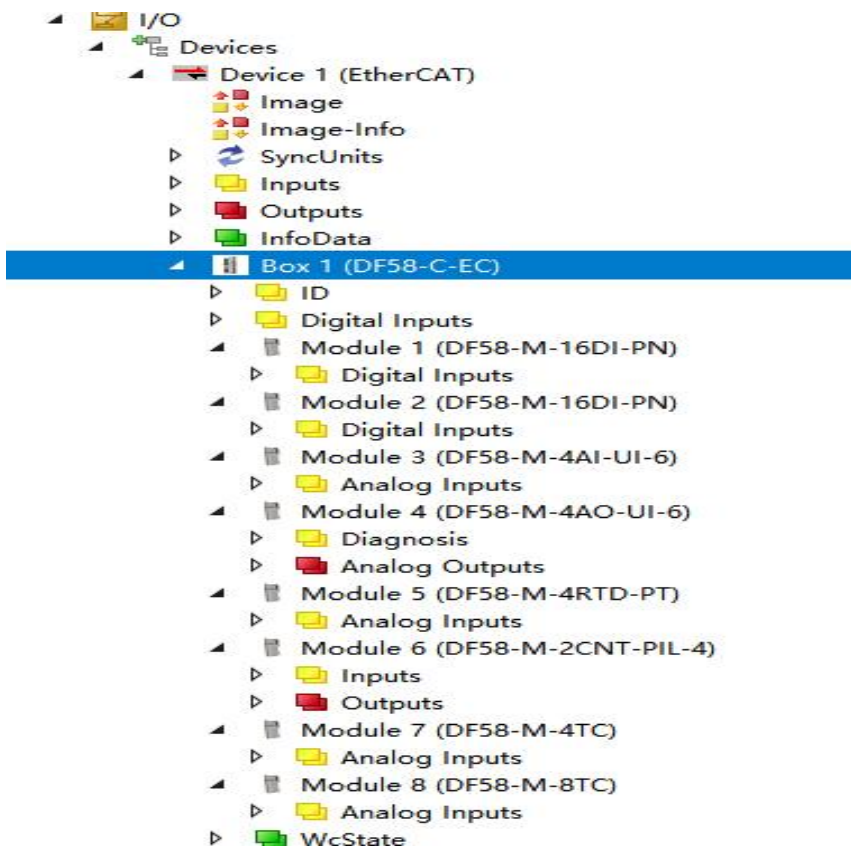 I/O
Devices
Device 1 (EtherCAT)
Image
Image-Info
SyncUnits
Inputs
Outputs
InfoData
Box 1 (DF58-C-EC)
ID
Digital Inputs
Module 1 (DF58-M-16DI-PN)
Digital Inputs
Module 2 (DF58-M-16DI-PN)
Digital Inputs
Module 3 (DF58-M-4AI-UI-6)
Analog Inputs
Module 4 (DF58-M-4AO-UI-6)
Diagnosis
Analog Outputs
Module 5 (DF58-M-4RTD-PT)
Analog Inputs
Module 6 (DF58-M-2CNT-PIL-4)
Inputs
Outputs
Module 7 (DF58-M-4TC)
Analog Inputs
Module 8 (DF58-M-8TC)
Analog Inputs
WcState